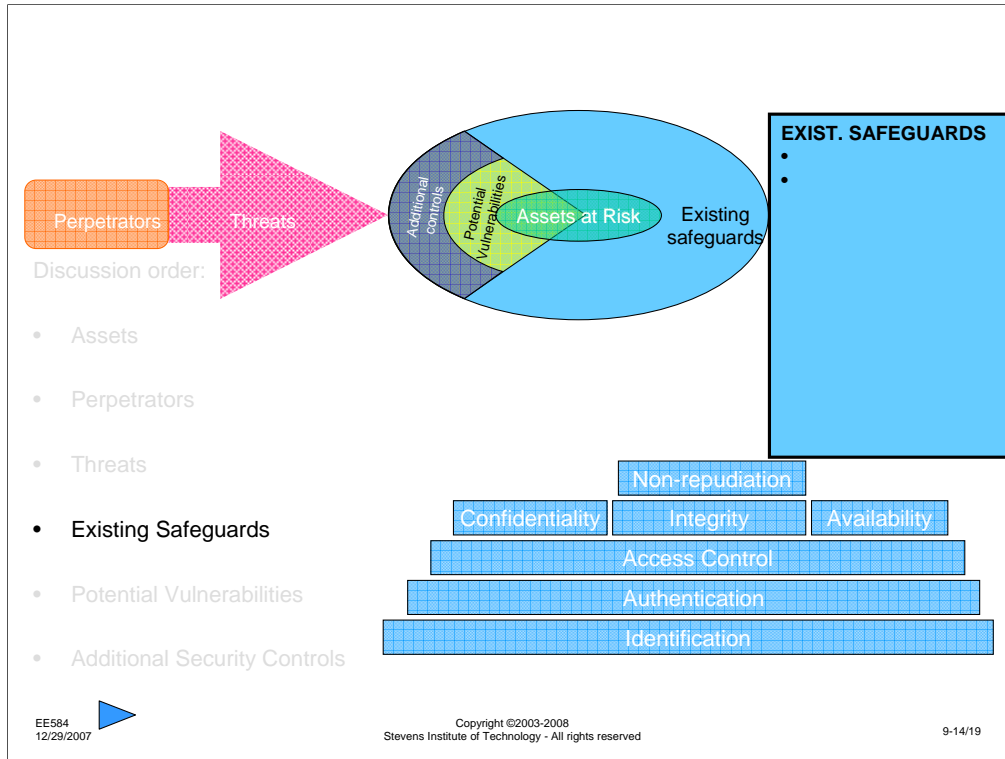 EXIST. SAFEGUARDS
•
•
Perpetrators
Threats
Additional
controls
Potential
Vulnerabilities
Assets at Risk
Existing
safeguards
Discussion order:
• Assets
• Perpetrators
• Threats
• Existing Safeguards
• Potential Vulnerabilities
• Additional Security Controls
Non-repudiation
Confidentiality
Integrity
Availability
Access Control
Authentication
Identification
EE584
12/29/2007
Copyright ©2003-2008
Stevens Institute of Technology - All rights reserved
9-14/19